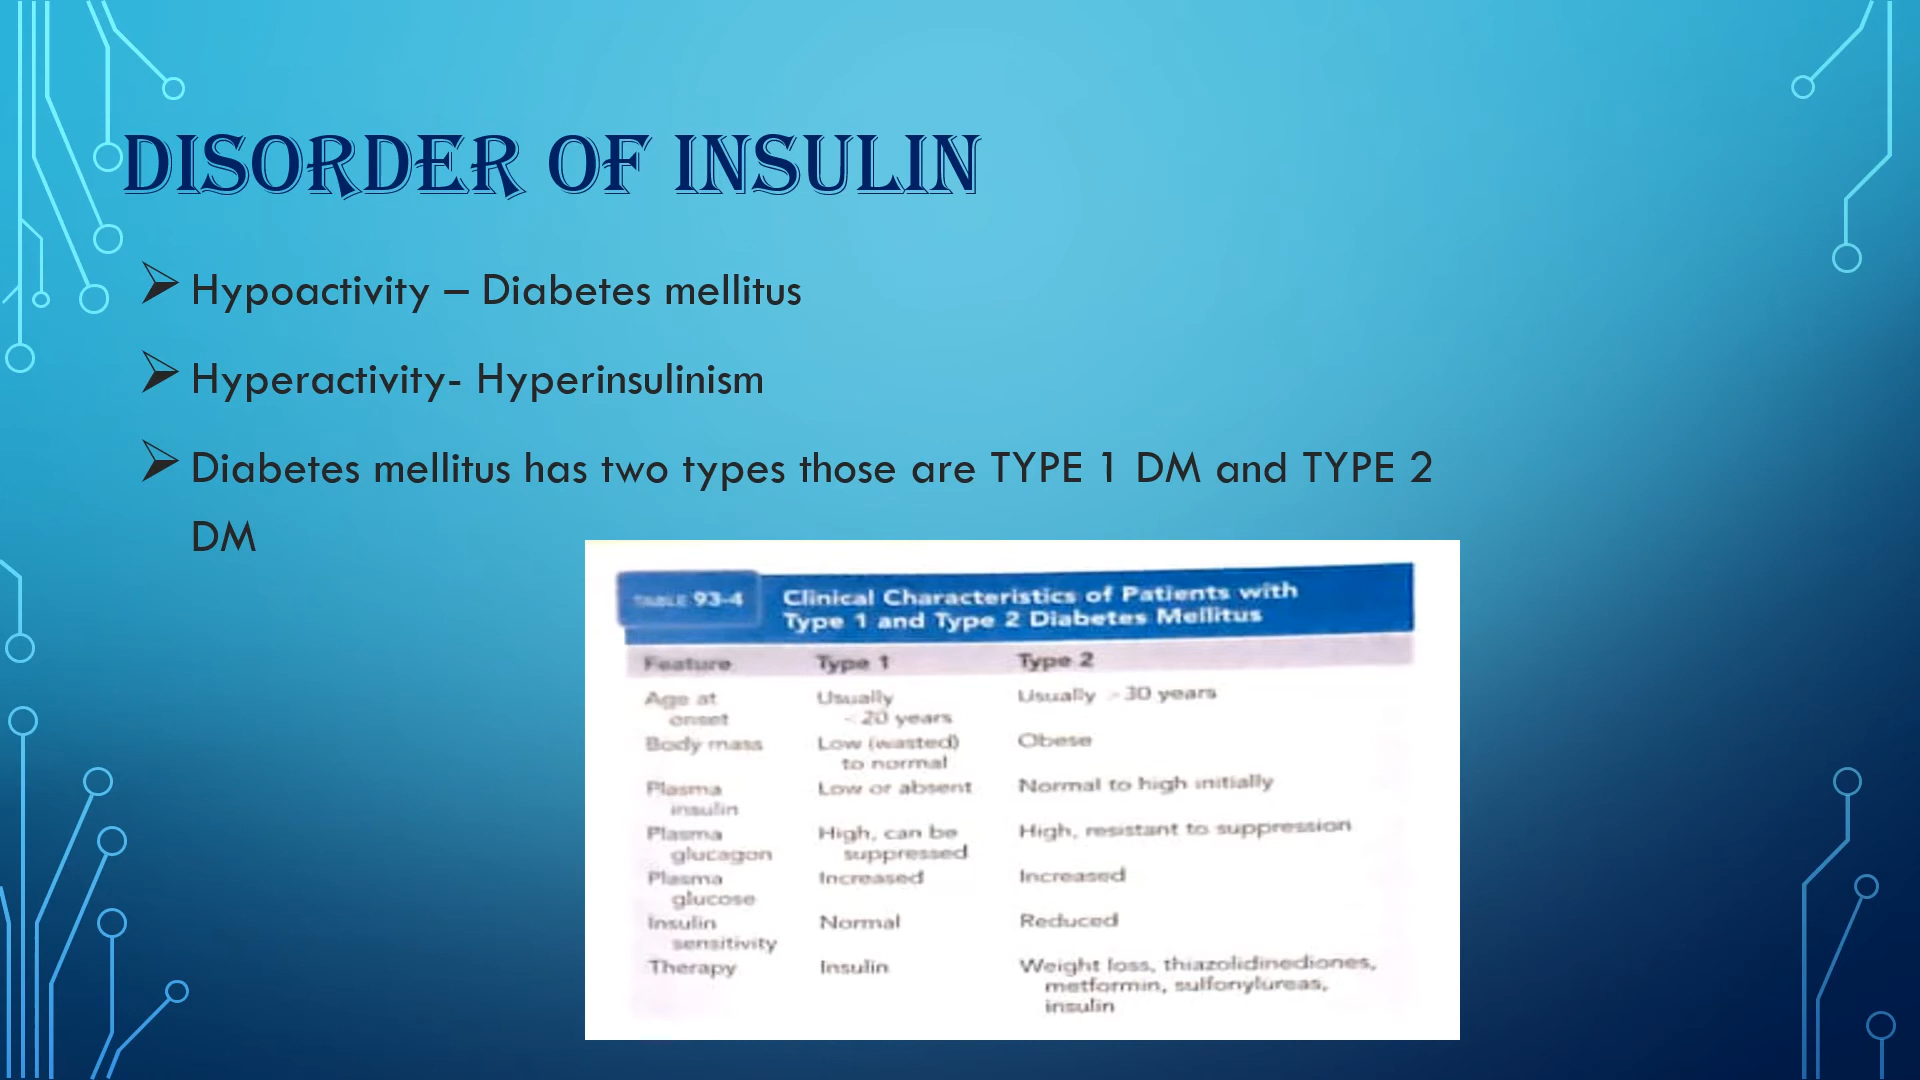 DISORDER OF INSULIN
Hypoactivity – Diabetes mellitus
Hyperactivity- Hyperinsulinism
Diabetes mellitus has two types those are TYPE 1 DM and TYPE 2
DM
TABLE 93-4
Clinical Characteristics of Patients with
Type 1 and Type 2 Diabetes Mellitus
Feature Type 1 Type 2
Age at Usually Usually > 30 years
onset < 20 years
Body mass Low (wasted) Obese
to normal
Plasma Low or absent Normal to high initially
insulin
Plasma High, can be High, resistant to suppression
glucagon suppressed
Plasma Increased Increased
glucose
Insulin Normal Reduced
sensitivity
Therapy Insulin Weight loss, thiazolidinediones,
metformin, sulfonylureas,
insulin